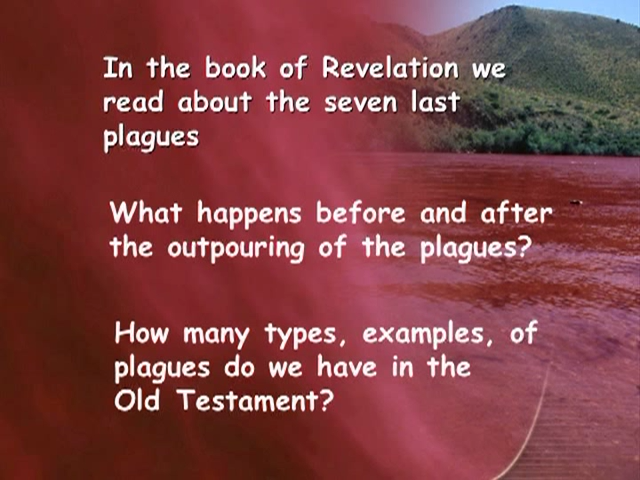 In the book of Revelation we
read about the seven last
plagues
What happens before and after
the outpouring of the plagues?
How many types, examples, of
plagues do we have in the
Old Testament?